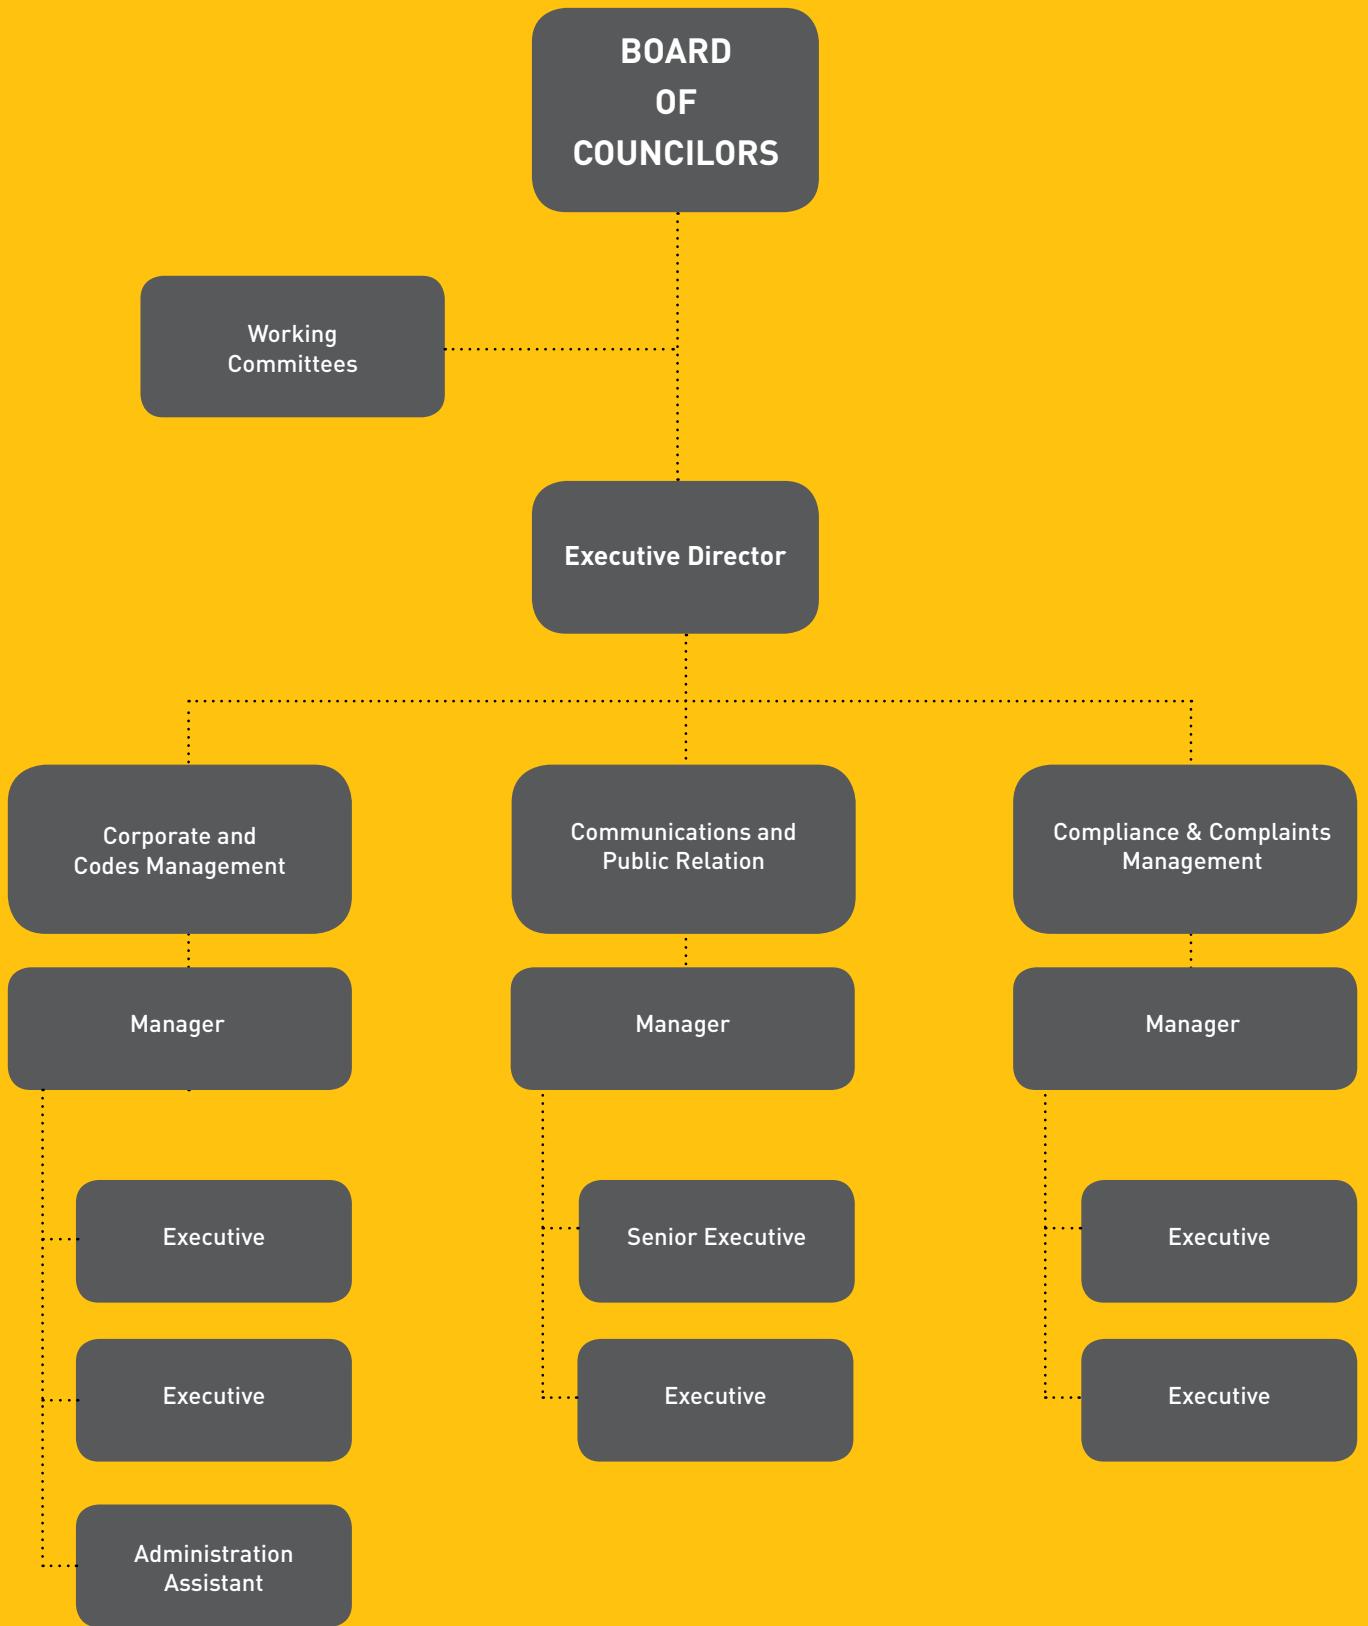 BOARD
OF
COUNCILORS
Working
Committees
Executive Director
Corporate and
Codes Management
Communications and
Public Relation
Compliance & Complaints
Management
Manager
Manager
Manager
Executive
Senior Executive
Executive
Executive
Executive
Executive
Administration
Assistant